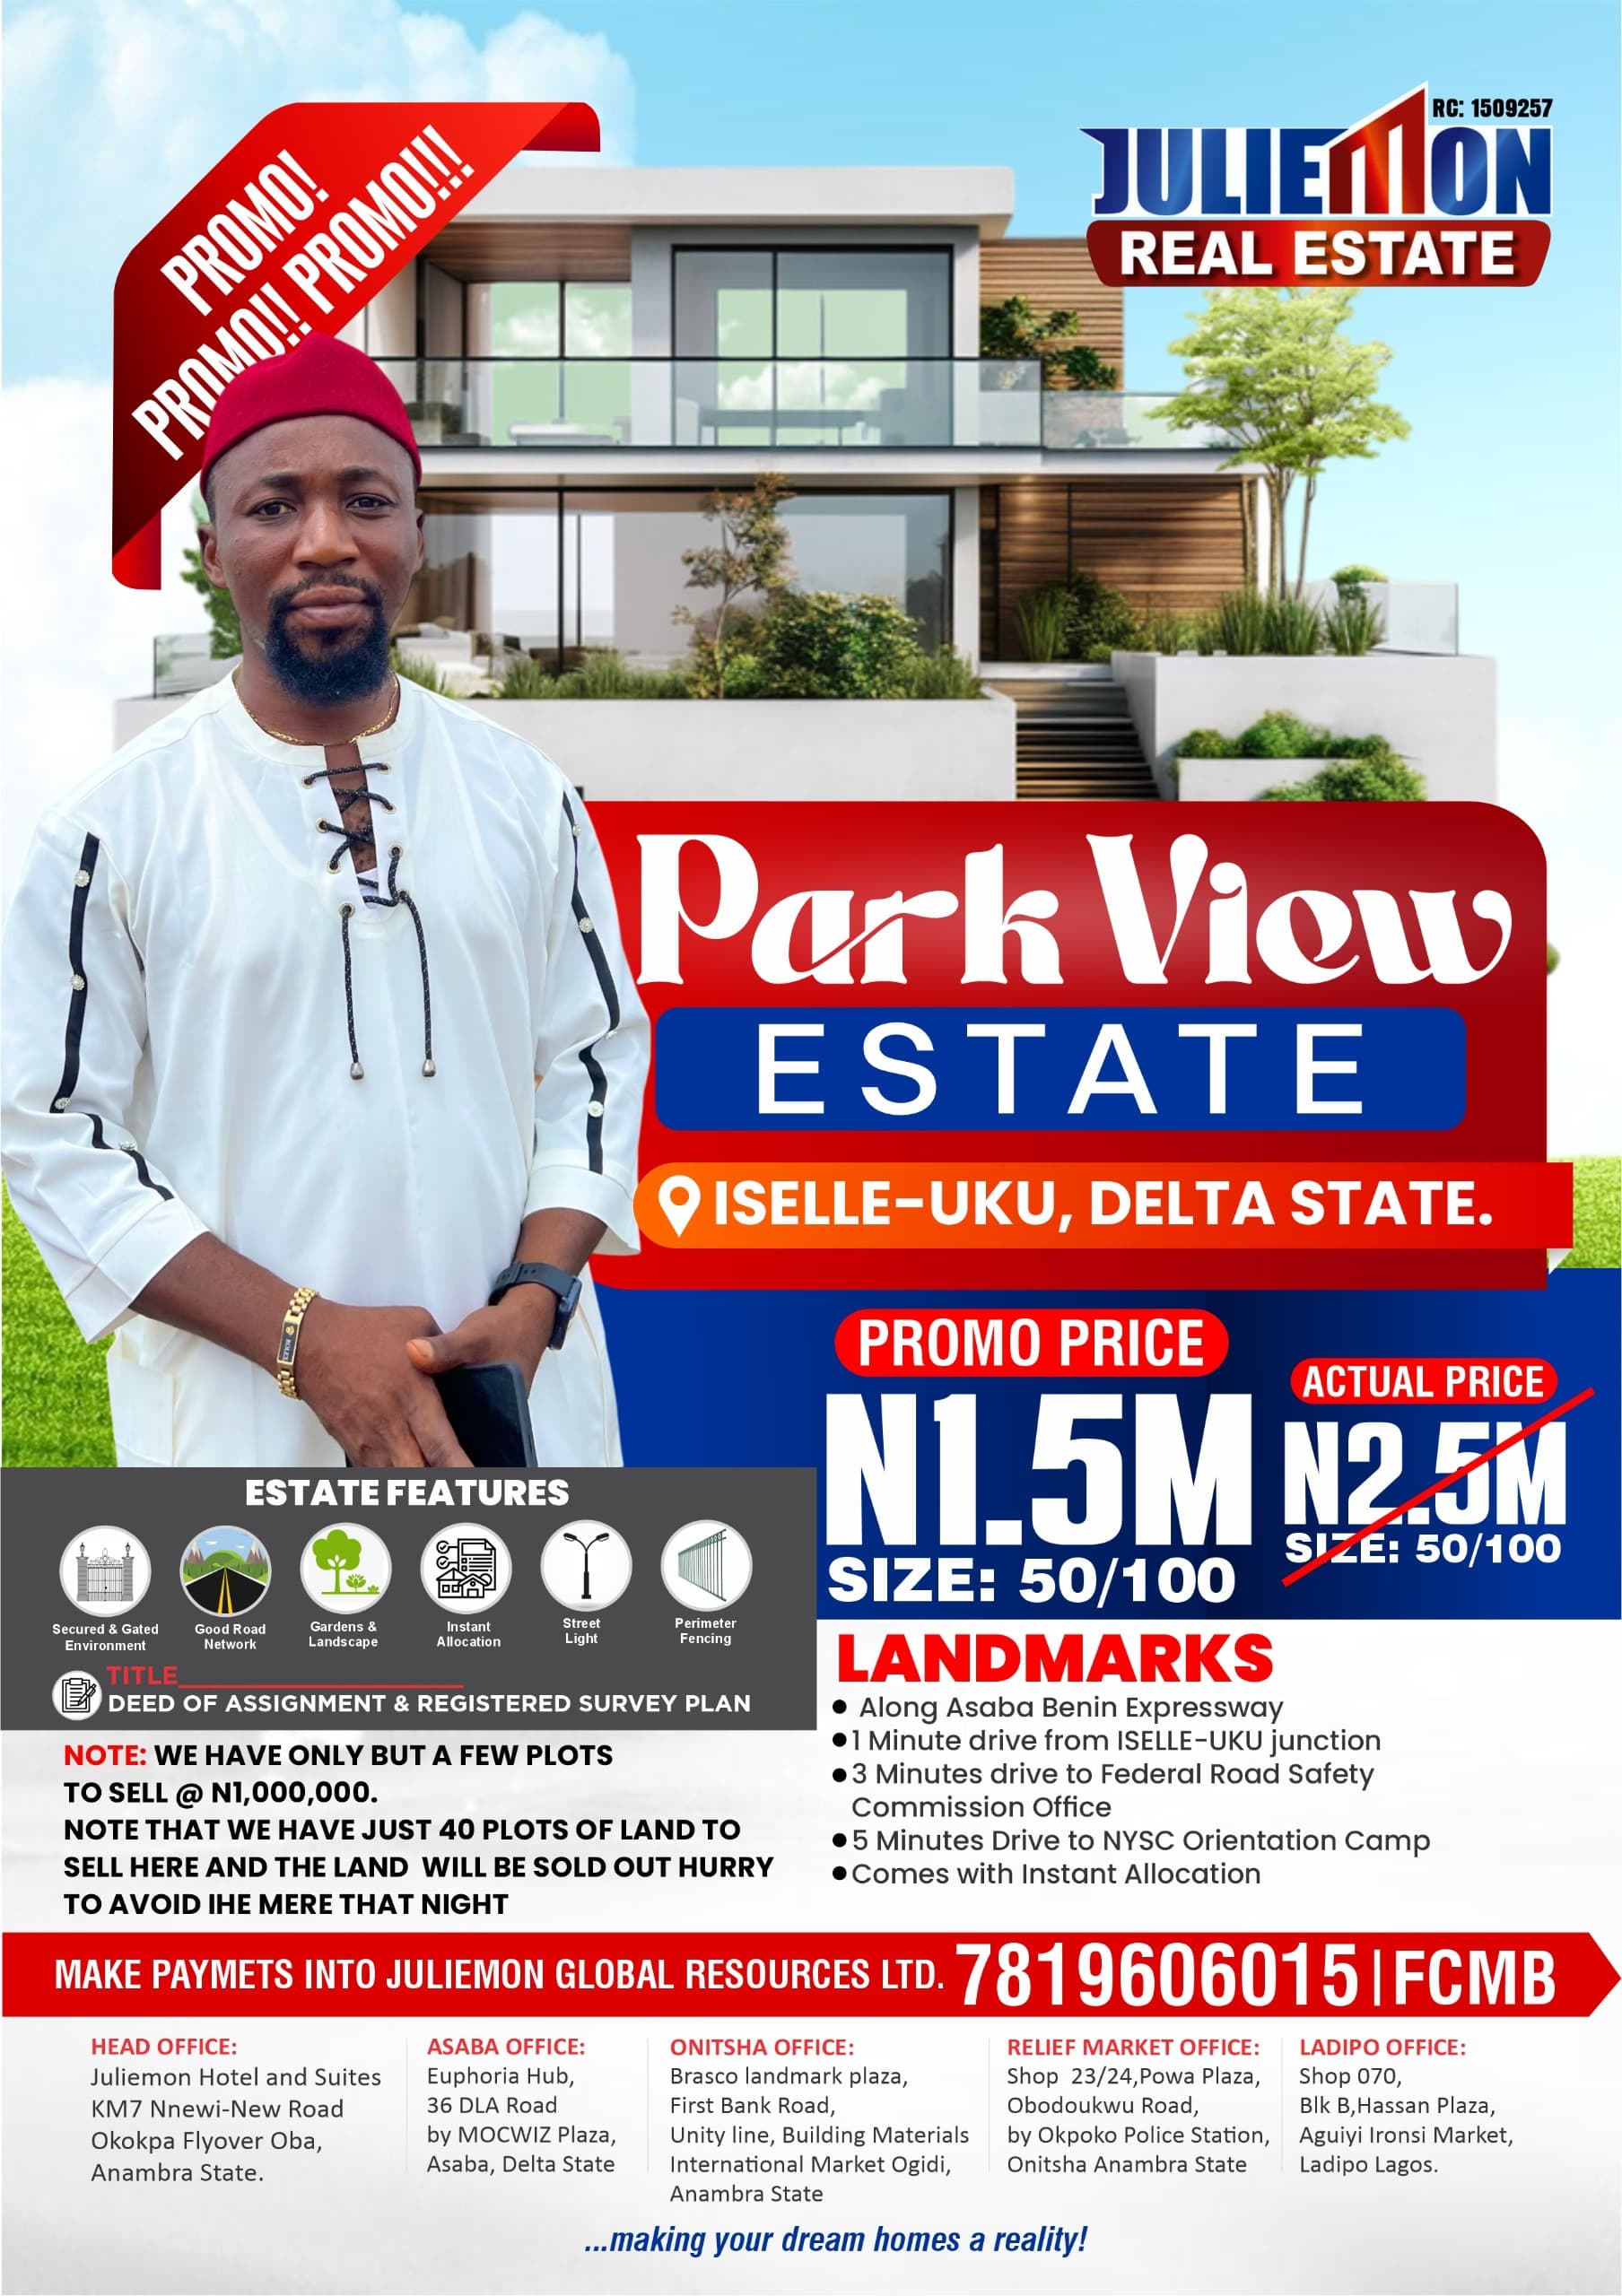 RC: 1509257
JULIEMON
REAL ESTATE
PROMO!
PROMO!! PROMO!!!
Park View
ESTATE
ISELLE-UKU, DELTA STATE.
PROMO PRICE
N1.5M
SIZE: 50/100
ACTUAL PRICE
N2.5M
SIZE: 50/100
ESTATE FEATURES
Secured & Gated
Environment
Good Road
Network
Gardens &
Landscape
Instant
Allocation
Street
Light
Perimeter
Fencing
TITLE
DEED OF ASSIGNMENT & REGISTERED SURVEY PLAN
NOTE: WE HAVE ONLY BUT A FEW PLOTS
TO SELL @ N1,000,000.
NOTE THAT WE HAVE JUST 40 PLOTS OF LAND TO
SELL HERE AND THE LAND WILL BE SOLD OUT HURRY
TO AVOID IHE MERE THAT NIGHT
LANDMARKS
• Along Asaba Benin Expressway
• 1 Minute drive from ISELLE-UKU junction
• 3 Minutes drive to Federal Road Safety
Commission Office
• 5 Minutes Drive to NYSC Orientation Camp
• Comes with Instant Allocation
MAKE PAYMETS INTO JULIEMON GLOBAL RESOURCES LTD. 7819606015|FCMB
HEAD OFFICE:
Juliemon Hotel and Suites
KM7 Nnewi-New Road
Okokpa Flyover Oba,
Anambra State.
ASABA OFFICE:
Euphoria Hub,
36 DLA Road
by MOCWIZ Plaza,
Asaba, Delta State
ONITSHA OFFICE:
Brasco landmark plaza,
First Bank Road,
Unity line, Building Materials
International Market Ogidi,
Anambra State
RELIEF MARKET OFFICE:
Shop 23/24,Powa Plaza,
Obodoukwu Road,
by Okpoko Police Station,
Onitsha Anambra State
LADIPO OFFICE:
Shop 070,
Blk B,Hassan Plaza,
Aguiyi Ironsi Market,
Ladipo Lagos.
...making your dream homes a reality!